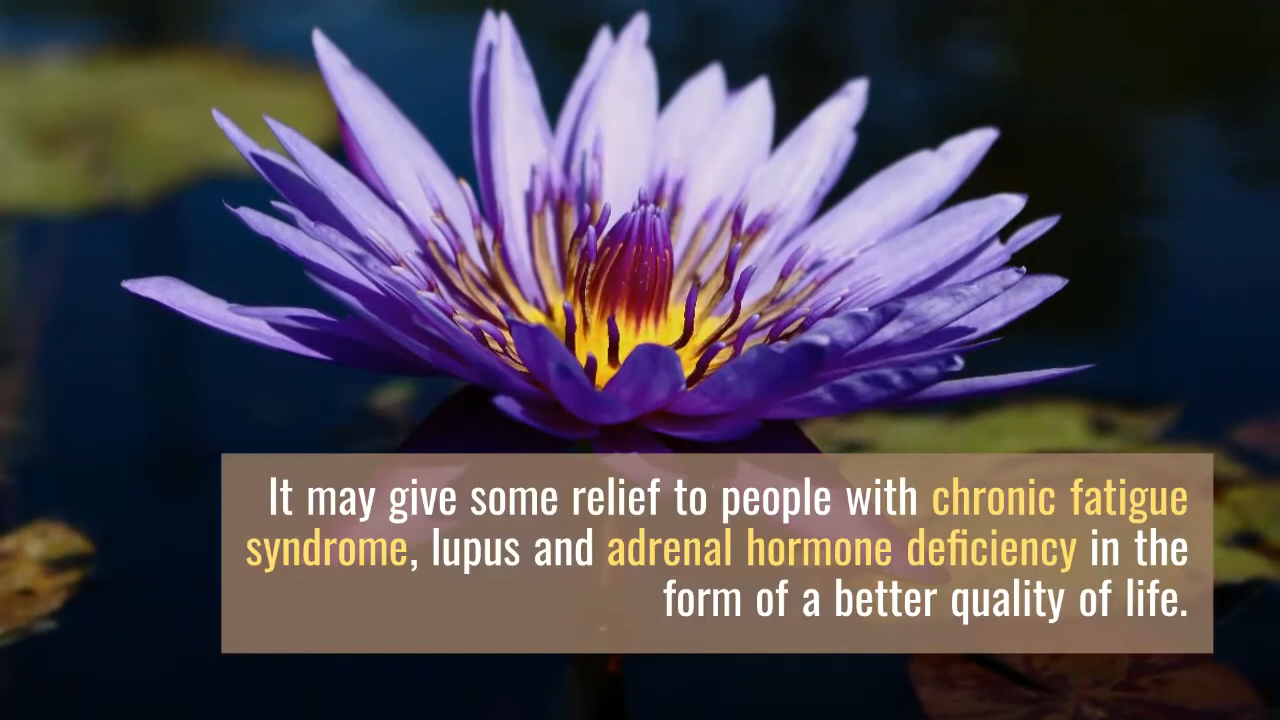 It may give some relief to people with chronic fatigue
syndrome, lupus and adrenal hormone deficiency in the
form of a better quality of life.